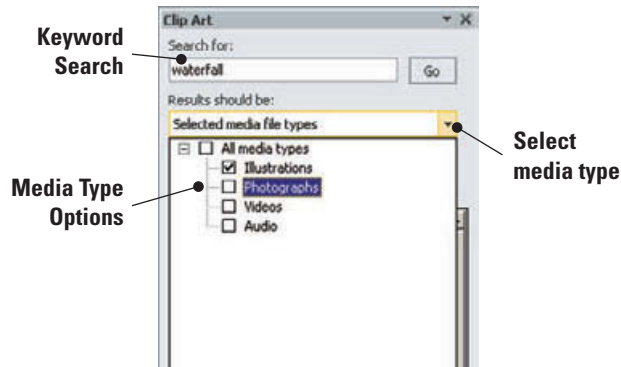 Clip Art
Keyword
Search
Search for:
waterfall
Go
Results should be:
Selected media file types
Select
media type
All media types
Illustrations
Photographs
Videos
Audio
Media Type
Options